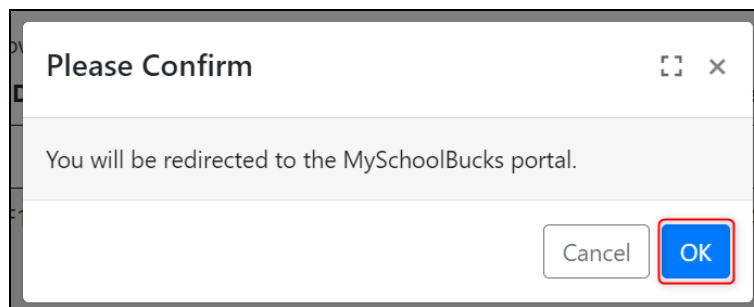 Please Confirm
You will be redirected to the MySchoolBucks portal.
Cancel
OK